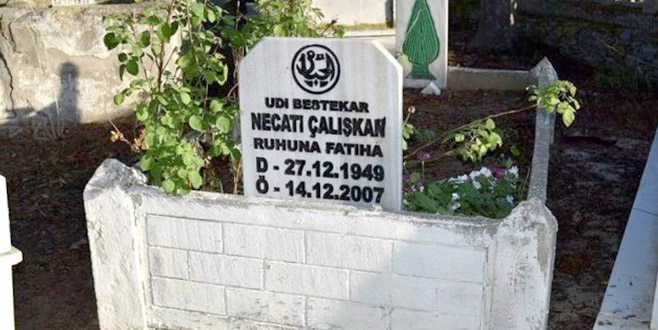 UDI BESTEKAR
NECATİ ÇALIŞKAN
RUHUNA FATİHA
D - 27.12.1949
Ö - 14.12.2007